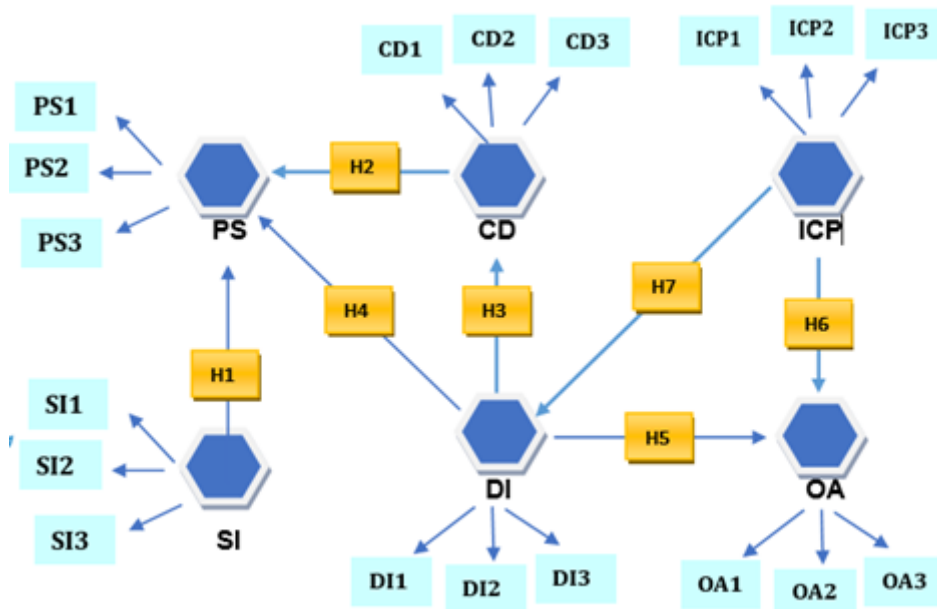 CD1
CD2
CD3
ICP1
ICP2
ICP3
PS1
PS2
PS3
H2
PS
CD
ICP
H7
H4
H3
H6
H1
SI1
SI2
SI3
H5
SI
DI
OA
DI1
DI2
DI3
OA1
OA2
OA3